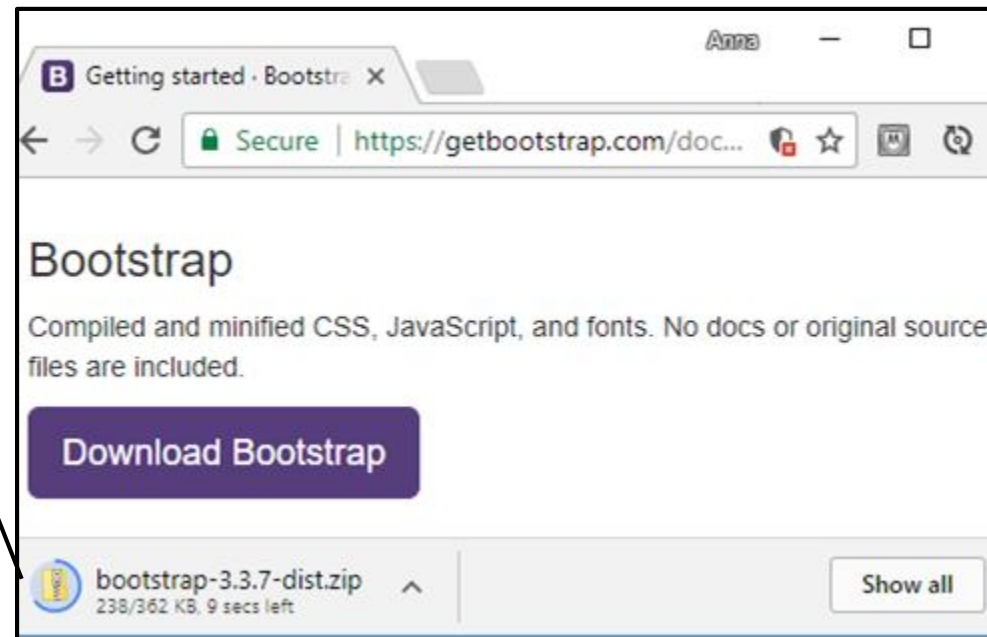 Anna
B Getting started · Bootstra
Secure | https://getbootstrap.com/doc...
Bootstrap
Compiled and minified CSS, JavaScript, and fonts. No docs or original source
files are included.
Download Bootstrap
bootstrap-3.3.7-dist.zip
238/362 KB, 9 secs left
Show all